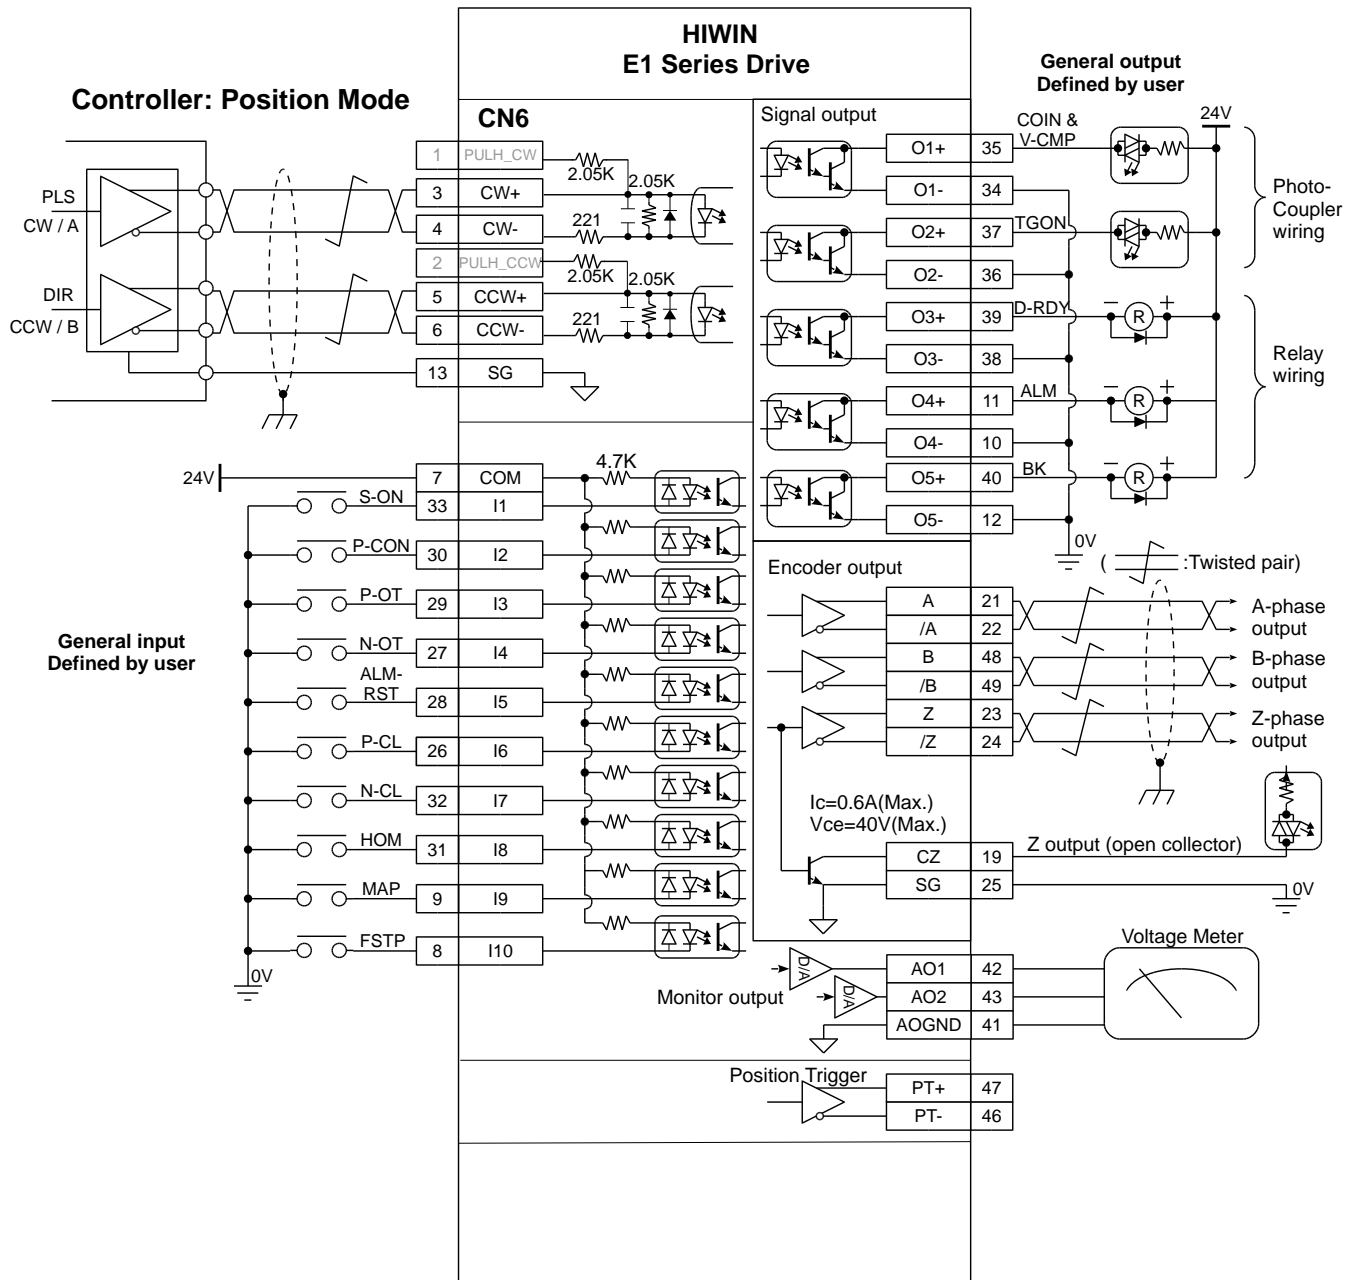 HIWIN
E1 Series Drive
Controller: Position Mode
CN6
Signal output
General output
Defined by user
PLS
CW / A
DIR
CCW / B
1 PULH_CW
3 CW+
4 CW-
2 PULH_CCW
5 CCW+
6 CCW-
13 SG
2.05K
2.05K
221
2.05K
2.05K
221
O1+ 35
O1- 34
O2+ 37
O2- 36
O3+ 39
O3- 38
O4+ 11
O4- 10
O5+ 40
O5- 12
COIN &
V-CMP
TGON
D-RDY
ALM
BK
24V
R
R
R
− +
− +
− +
0V
Photo-
Coupler
wiring
Relay
wiring
24V
7 COM
4.7K
S-ON 33 I1
P-CON 30 I2
P-OT 29 I3
N-OT 27 I4
ALM-
RST 28 I5
P-CL 26 I6
N-CL 32 I7
HOM 31 I8
MAP 9 I9
FSTP 8 I10
0V
General input
Defined by user
Encoder output
( :Twisted pair)
A 21
/A 22
B 48
/B 49
Z 23
/Z 24
A-phase
output
B-phase
output
Z-phase
output
Ic=0.6A(Max.)
Vce=40V(Max.)
CZ 19
SG 25
Z output (open collector)
0V
Monitor output
D/A
D/A
AO1 42
AO2 43
AOGND 41
Voltage Meter
Position Trigger
PT+ 47
PT- 46